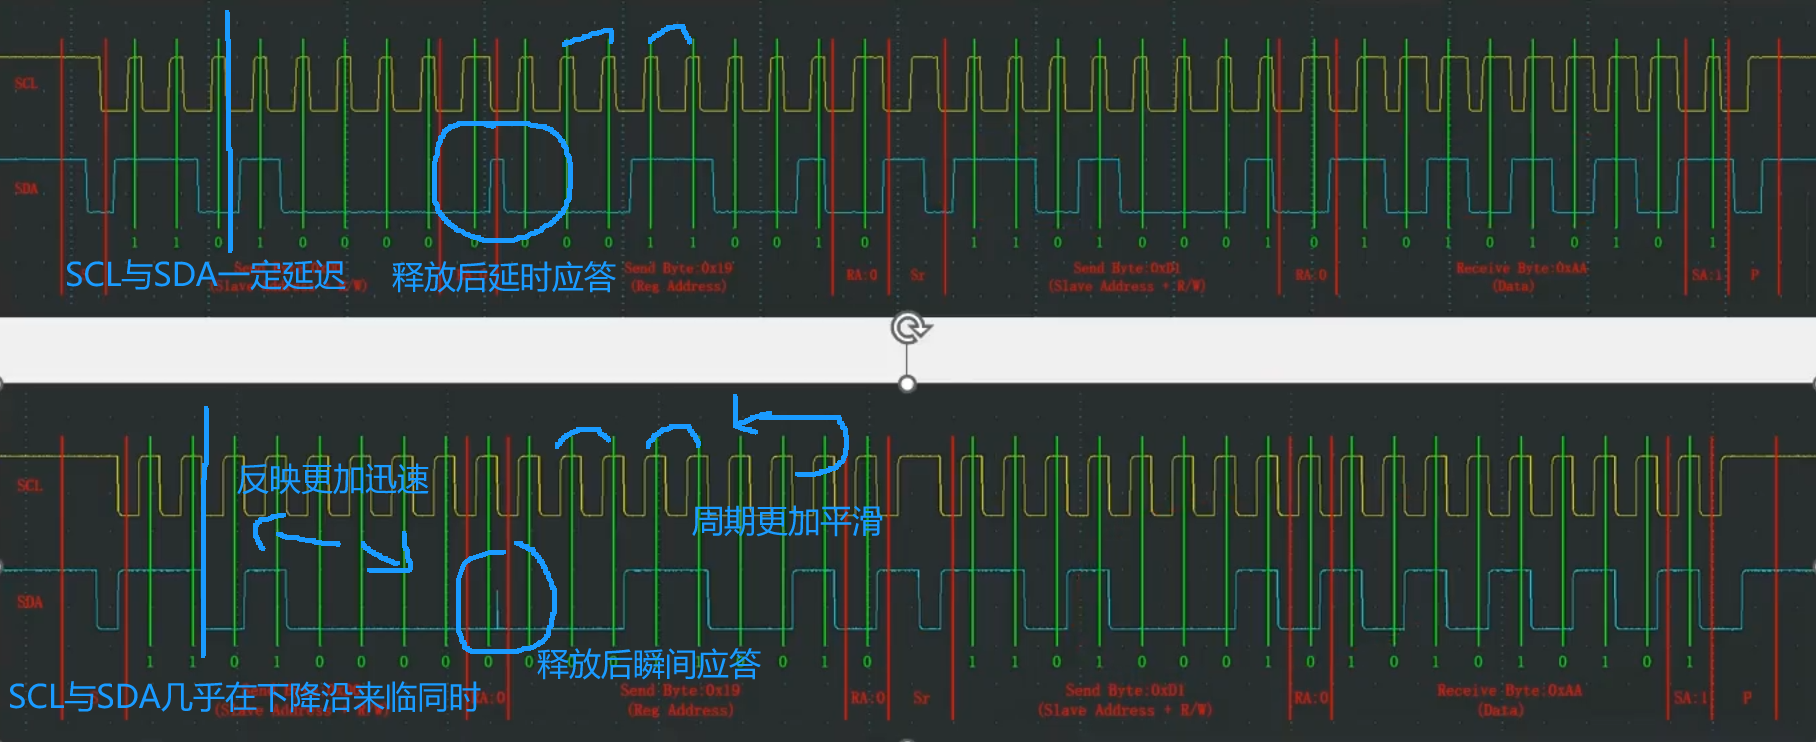 SCL
SDA
1 1 0 1 0 0 0 0 0 0 0 0 1 1 0 0 1 0 1 1 0 1 0 0 0 1 0 1 0 1 0 1 0 1 0 1
SCL与SDA一定延迟
(Slave Address + R/W)
释放后延时应答
Send Byte:0x19
(Reg Address)
RA:0
Sr
Send Byte:0xD1
(Slave Address + R/W)
RA:0
Receive Byte:0xAA
(Data)
SA:1
P
反映更加迅速
SCL
周期更加平滑
SDA
1 1 0 1 0 0 0 0 0 0
释放后瞬间应答
0 1 0 1 1 0 1 0 0 0 1 0 1 0 1 0 1 0 1 0 1
SCL与SDA几乎在下降沿来临同时
(Slave Address + R/W)
RA:0
Send Byte:0x19
(Reg Address)
RA:0
Sr
Send Byte:0xD1
(Slave Address + R/W)
RA:0
Receive Byte:0xAA
(Data)
SA:1
P